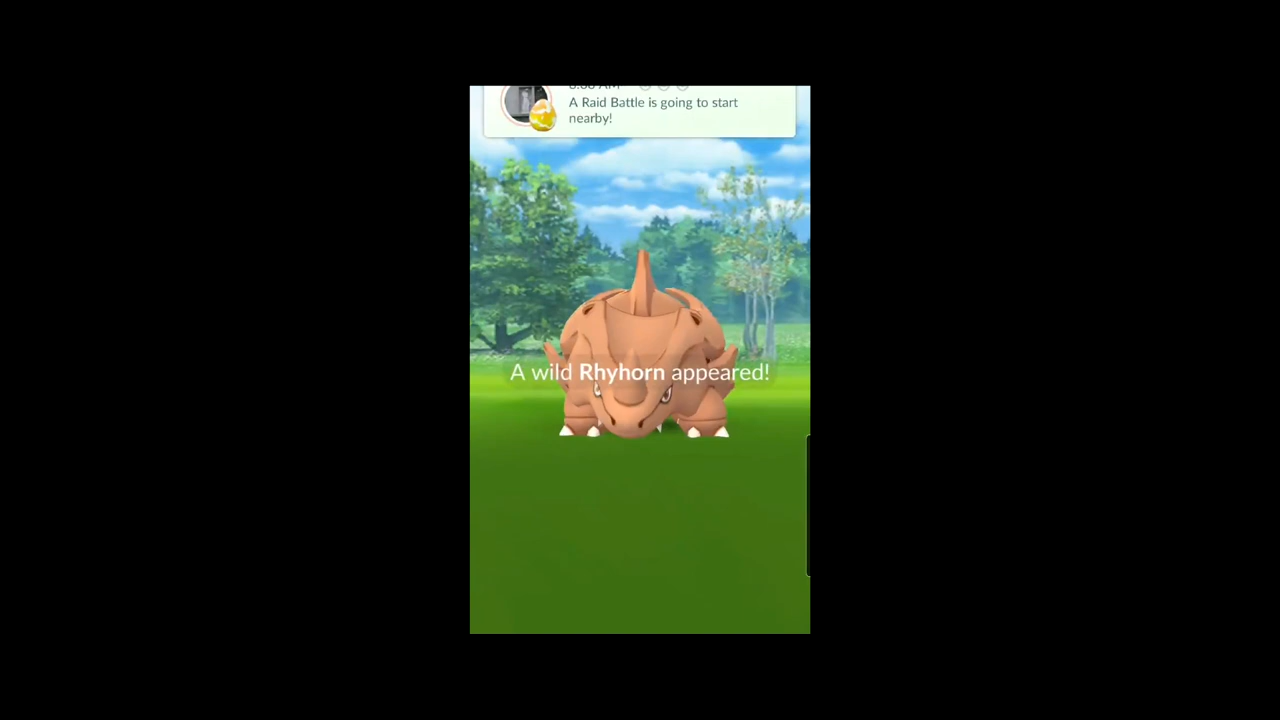 A Raid Battle is going to start
nearby!
A wild Rhyhorn appeared!